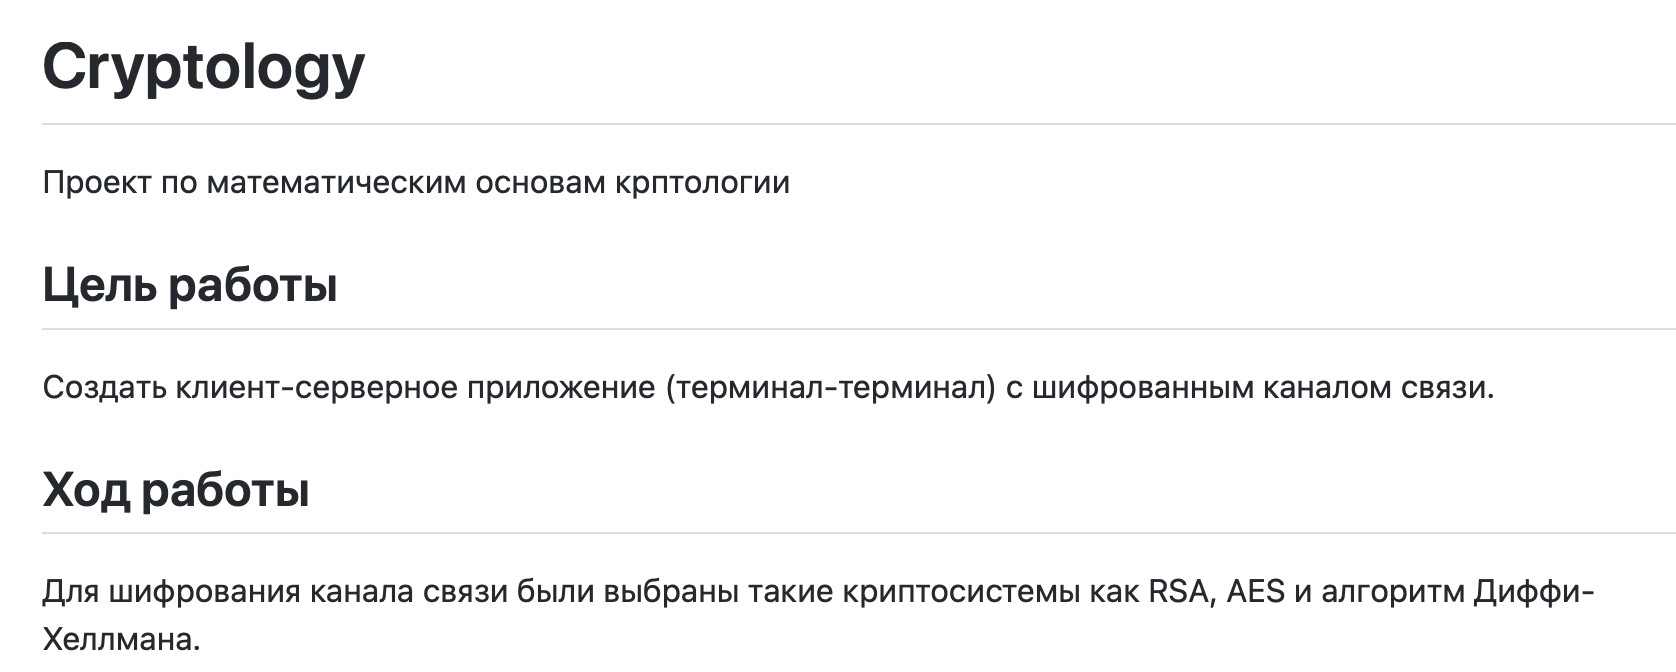 Cryptology
Проект по математическим основам крптологии
Цель работы
Создать клиент-серверное приложение (терминал-терминал) с шифрованным каналом связи.
Ход работы
Для шифрования канала связи были выбраны такие криптосистемы как RSA, AES и алгоритм Диффи-
Хеллмана.